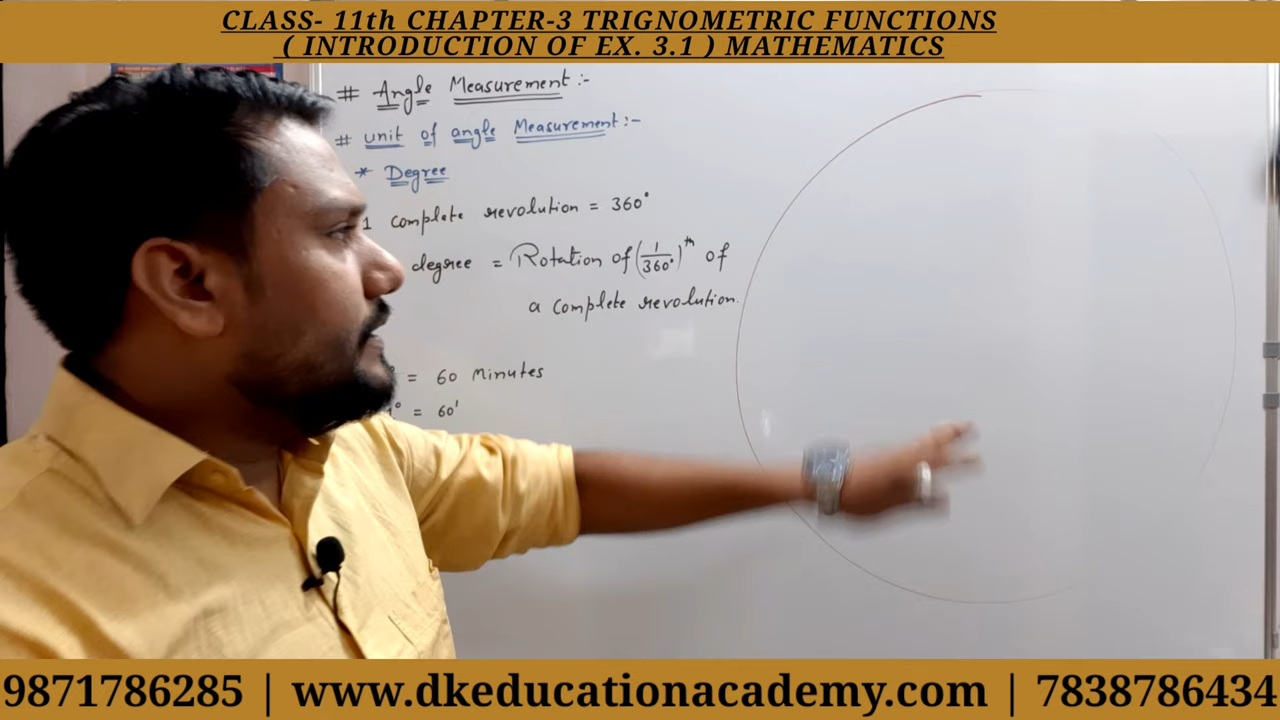 CLASS- 11th CHAPTER-3 TRIGNOMETRIC FUNCTIONS
( INTRODUCTION OF EX. 3.1 ) MATHEMATICS
# Angle Measurement :-
# unit of angle Measurement :-
* Degree
1 complete revolution = 360°
degree = Rotation of (1/360°)th of
a complete revolution.
° = 60 Minutes
1° = 60'
9871786285 | www.dkeducationacademy.com | 7838786434